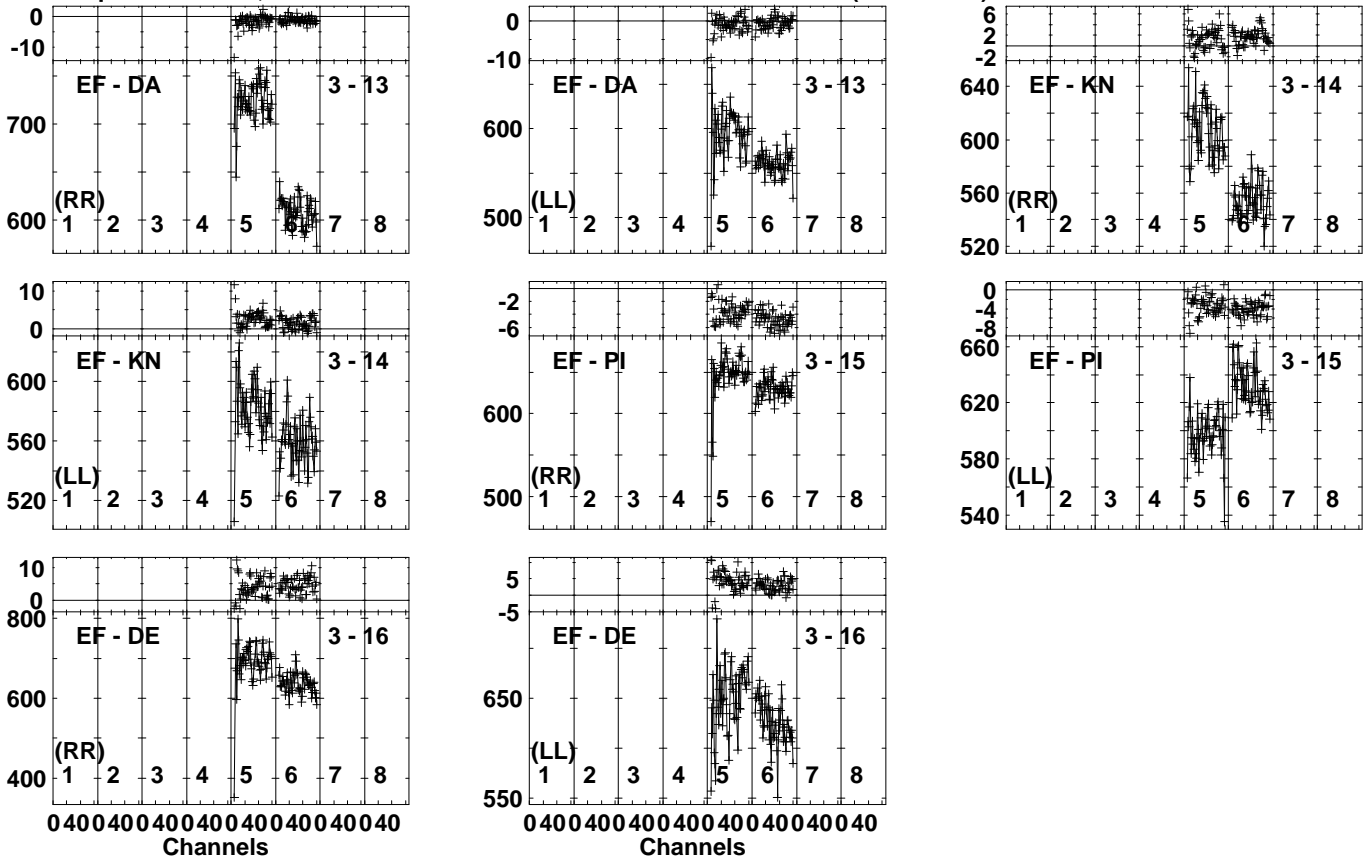 0
-10
EF - DA 3 - 13
700
600
(RR)
1 2 3 4 5 6 7 8
0
-10
EF - DA 3 - 13
600
500
(LL)
1 2 3 4 5 6 7 8
6
2
-2
EF - KN 3 - 14
640
600
560
520
(RR)
1 2 3 4 5 6 7 8
10
0
EF - KN 3 - 14
600
560
520
(LL)
1 2 3 4 5 6 7 8
-2
-6
EF - PI 3 - 15
600
500
(RR)
1 2 3 4 5 6 7 8
0
-4
-8
EF - PI 3 - 15
660
620
580
540
(LL)
1 2 3 4 5 6 7 8
10
0
EF - DE 3 - 16
800
600
400
(RR)
1 2 3 4 5 6 7 8
0 40 0 40 0 40 0 40 0 40 0 40 0 40 0 40
Channels
5
-5
EF - DE 3 - 16
650
550
(LL)
1 2 3 4 5 6 7 8
0 40 0 40 0 40 0 40 0 40 0 40 0 40 0 40
Channels